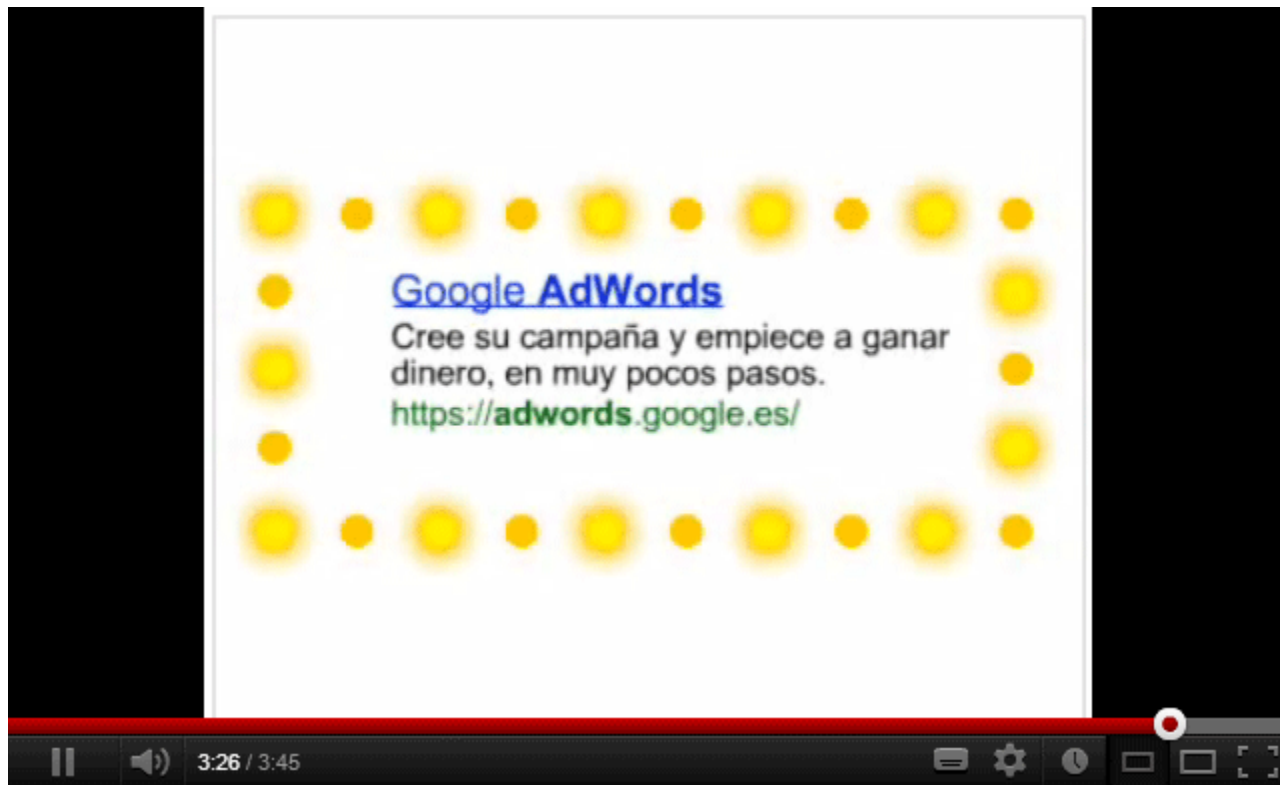 Google AdWords
Cree su campaña y empiece a ganar
dinero, en muy pocos pasos.
https://adwords.google.es/
3:26 / 3:45